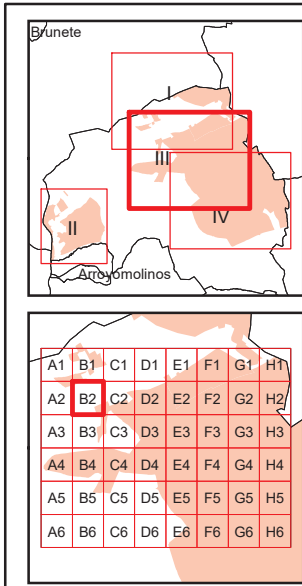 Brunete
I
III
II
IV
Arroyomolinos
A1 B1 C1 D1 E1 F1 G1 H1
A2 B2 C2 D2 E2 F2 G2 H2
A3 B3 C3 D3 E3 F3 G3 H3
A4 B4 C4 D4 E4 F4 G4 H4
A5 B5 C5 D5 E5 F5 G5 H5
A6 B6 C6 D6 E6 F6 G6 H6